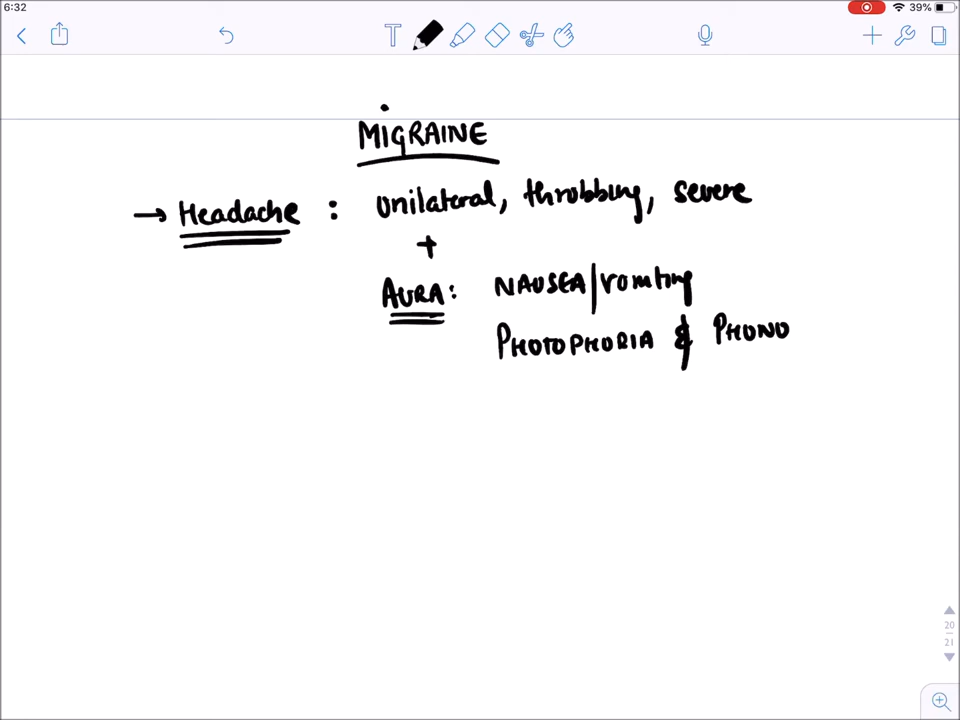 6:32
39%
T
MIGRAINE
→ Headache : unilateral, throbbing, severe
+
AURA: NAUSEA/vomiting
PHOTOPHOBIA & PHONO
20
21